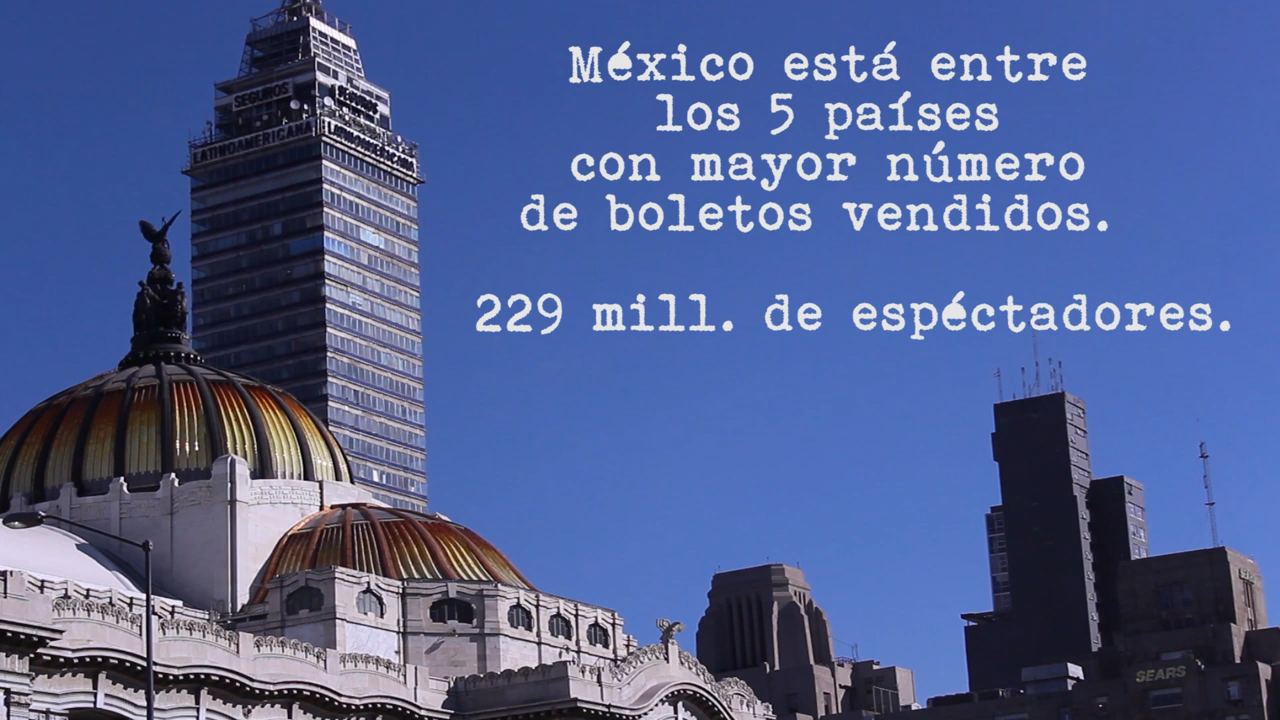 México está entre
los 5 países
con mayor número
de boletos vendidos.
229 mill. de espéctadores.
SEGUROS
SEGUROS
LATINOAMERICANA
LATINOAMERICANA
SEARS